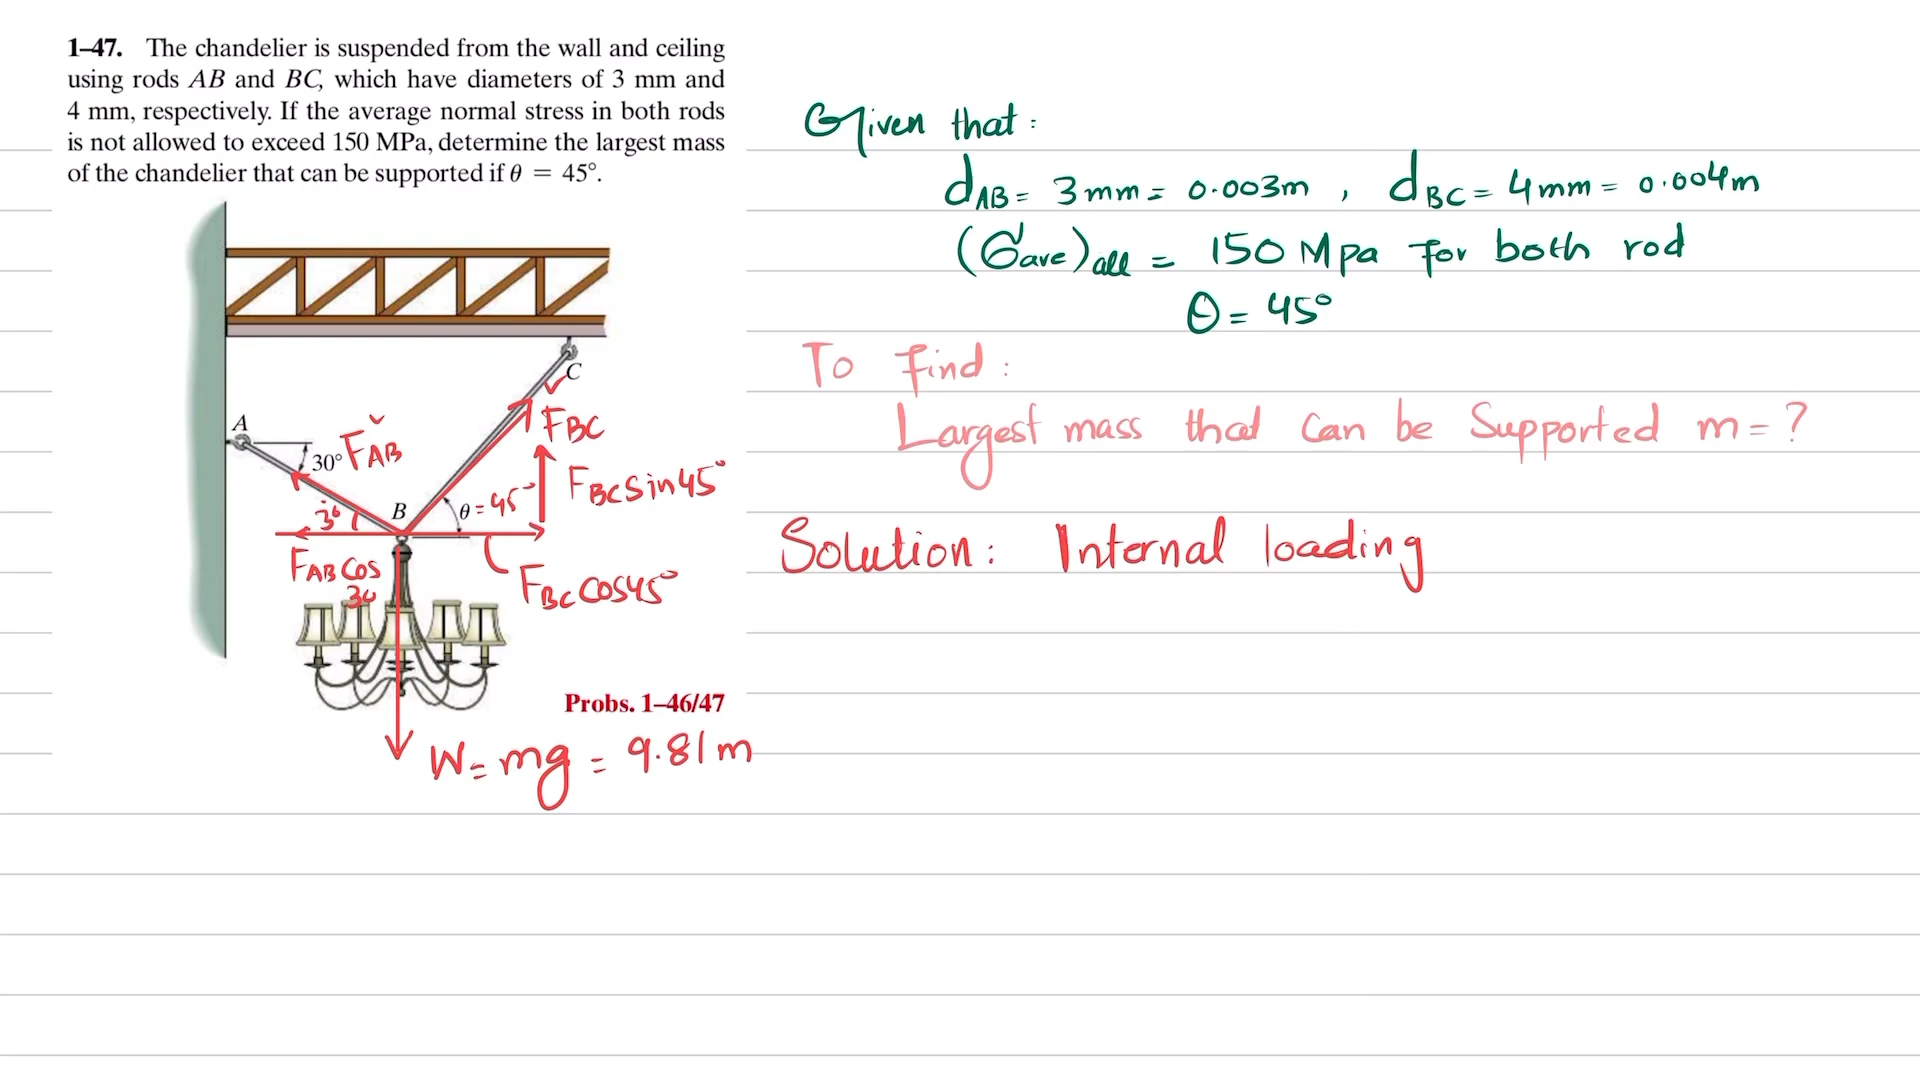 1–47. The chandelier is suspended from the wall and ceiling
using rods AB and BC, which have diameters of 3 mm and
4 mm, respectively. If the average normal stress in both rods
is not allowed to exceed 150 MPa, determine the largest mass
of the chandelier that can be supported if θ = 45°.
C
A
30°
FAB
FBC
FBC sin45°
B
θ = 45°
30
FAB Cos
30
FBC Cos45°
Probs. 1–46/47
W = mg = 9.81m
Given that :
dAB = 3mm = 0.003m , dBC = 4mm = 0.004m
(σave)all = 150 Mpa for both rod
θ = 45°
To find :
Largest mass that can be Supported m = ?
Solution : Internal loading